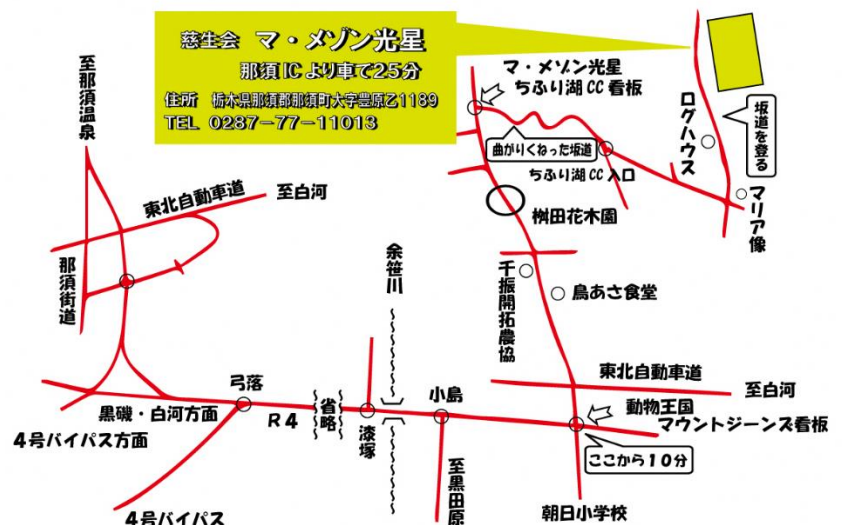 慈生会 マ・メゾン光星
那須ICより車で25分
住所 栃木県那須郡那須町大字豊原乙1189
TEL 0287-77-11013
至那須温泉
東北自動車道
至白河
那須街道
マ・メゾン光星
ちふり湖CC看板
曲がりくねった坂道
ちふり湖CC入口
ログハウス
坂道を登る
マリア像
桝田花木園
余笹川
千振開拓農協
鳥あさ食堂
東北自動車道
至白河
弓落
黒磯・白河方面
4号バイパス方面
R4
省略
漆塚
小島
動物王国
マウントジーンズ看板
ここから10分
至黒田原
朝日小学校
4号バイパス